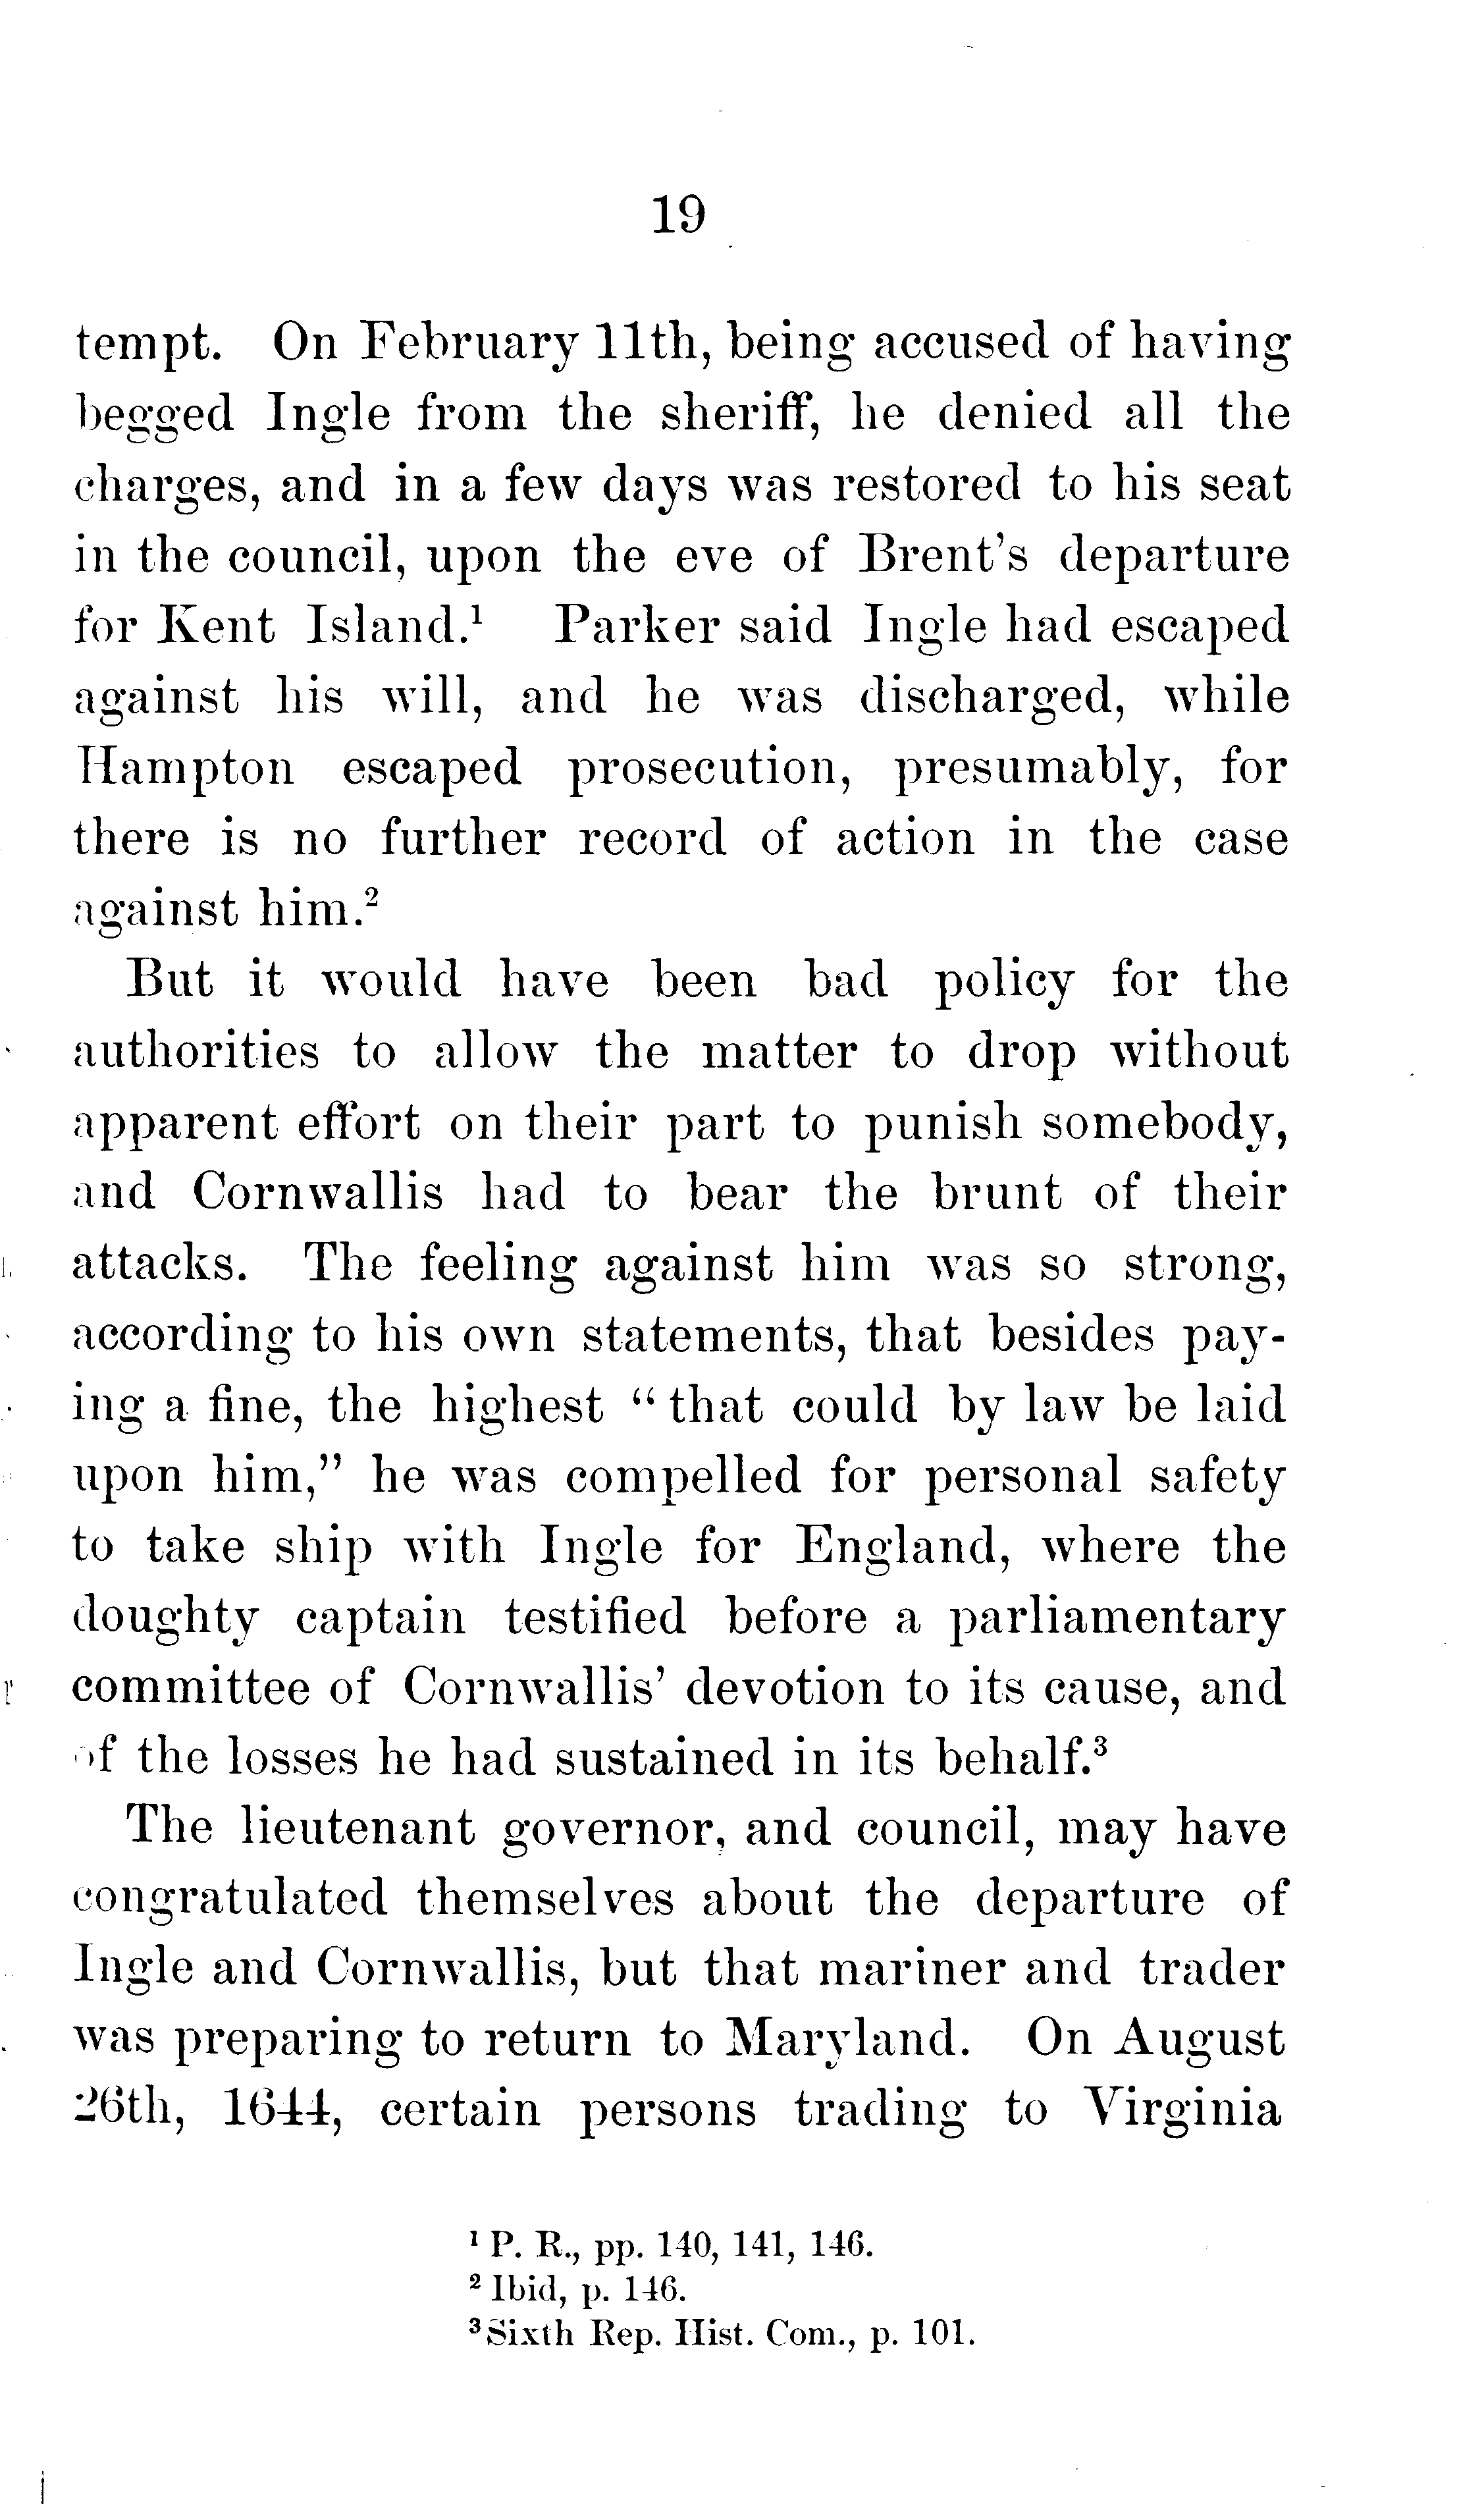 19
tempt. On February 11th, being accused of having
begged Ingle from the sheriff, he denied all the
charges, and in a few days was restored to his seat
in the council, upon the eve of Brent's departure
for Kent Island.¹ Parker said Ingle had escaped
against his will, and he was discharged, while
Hampton escaped prosecution, presumably, for
there is no further record of action in the case
against him.²
But it would have been bad policy for the
authorities to allow the matter to drop without
apparent effort on their part to punish somebody,
and Cornwallis had to bear the brunt of their
attacks. The feeling against him was so strong,
according to his own statements, that besides pay-
ing a fine, the highest “that could by law be laid
upon him,” he was compelled for personal safety
to take ship with Ingle for England, where the
doughty captain testified before a parliamentary
committee of Cornwallis' devotion to its cause, and
of the losses he had sustained in its behalf.³
The lieutenant governor, and council, may have
congratulated themselves about the departure of
Ingle and Cornwallis, but that mariner and trader
was preparing to return to Maryland. On August
26th, 1644, certain persons trading to Virginia
¹ P. R., pp. 140, 141, 146.
² Ibid, p. 146.
³ Sixth Rep. Hist. Com., p. 101.